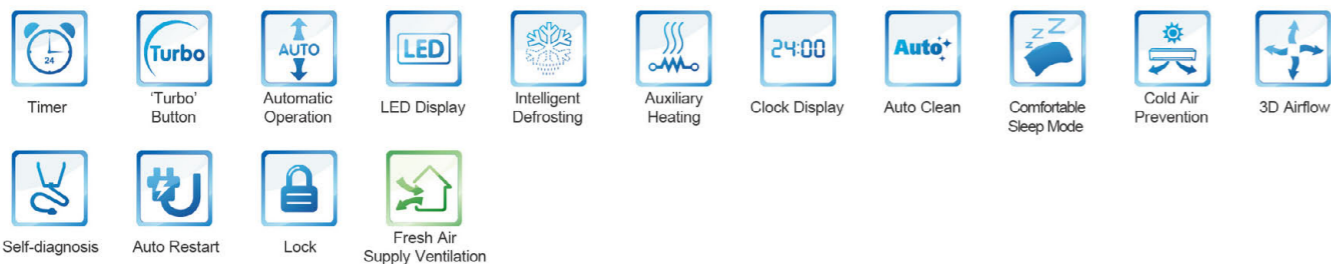 24
Turbo
AUTO
LED
24:00
Auto
z Z Z
Timer
'Turbo'
Button
Automatic
Operation
LED Display
Intelligent
Defrosting
Auxiliary
Heating
Clock Display
Auto Clean
Comfortable
Sleep Mode
Cold Air
Prevention
3D Airflow
Self-diagnosis
Auto Restart
Lock
Fresh Air
Supply Ventilation